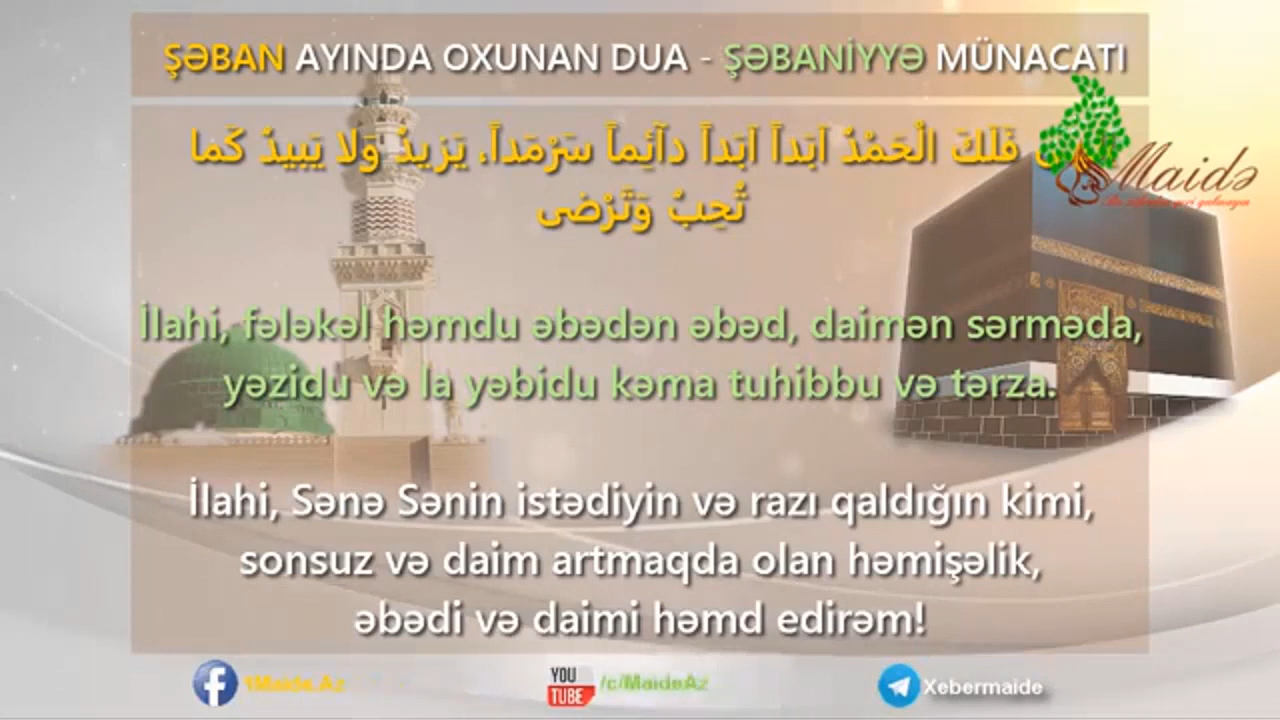 ŞƏBAN AYINDA OXUNAN DUA - ŞƏBANİYYƏ MÜNACATI
فَلَكَ الْحَمْدُ اَبَداً اَبَداً دآئِماً سَرْمَداً، يَزيدُ وَلا يَبيدُ كَما
تُحِبُّ وَتَرْضى
Maidə
İlahi, fələkəl həmdu əbədən əbəd, daimən sərməda,
yəzidu və la yəbidu kəma tuhibbu və tərza.
İlahi, Sənə Sənin istədiyin və razı qaldığın kimi,
sonsuz və daim artmaqda olan həmişəlik,
əbədi və daimi həmd edirəm!
1Maide.Az
YOU TUBE /c/MaideAz
Xebermaide